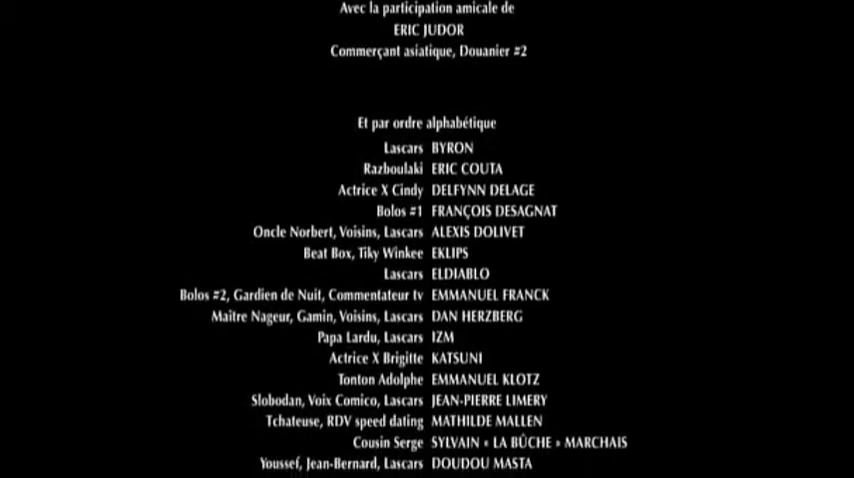 Avec la participation amicale de
ERIC JUDOR
Commerçant asiatique, Douanier #2
Et par ordre alphabétique
Lascars BYRON
Razboulaki ERIC COUTA
Actrice X Cindy DELFYNN DELAGE
Bolos #1 FRANÇOIS DESAGNAT
Oncle Norbert, Voisins, Lascars ALEXIS DOLIVET
Beat Box, Tiky Winkee EKLIPS
Lascars ELDIABLO
Bolos #2, Gardien de Nuit, Commentateur tv EMMANUEL FRANCK
Maître Nageur, Gamin, Voisins, Lascars DAN HERZBERG
Papa Lardu, Lascars IZM
Actrice X Brigitte KATSUNI
Tonton Adolphe EMMANUEL KLOTZ
Slobodan, Voix Comico, Lascars JEAN-PIERRE LIMERY
Tchateuse, RDV speed dating MATHILDE MALLEN
Cousin Serge SYLVAIN « LA BÛCHE » MARCHAIS
Youssef, Jean-Bernard, Lascars DOUDOU MASTA